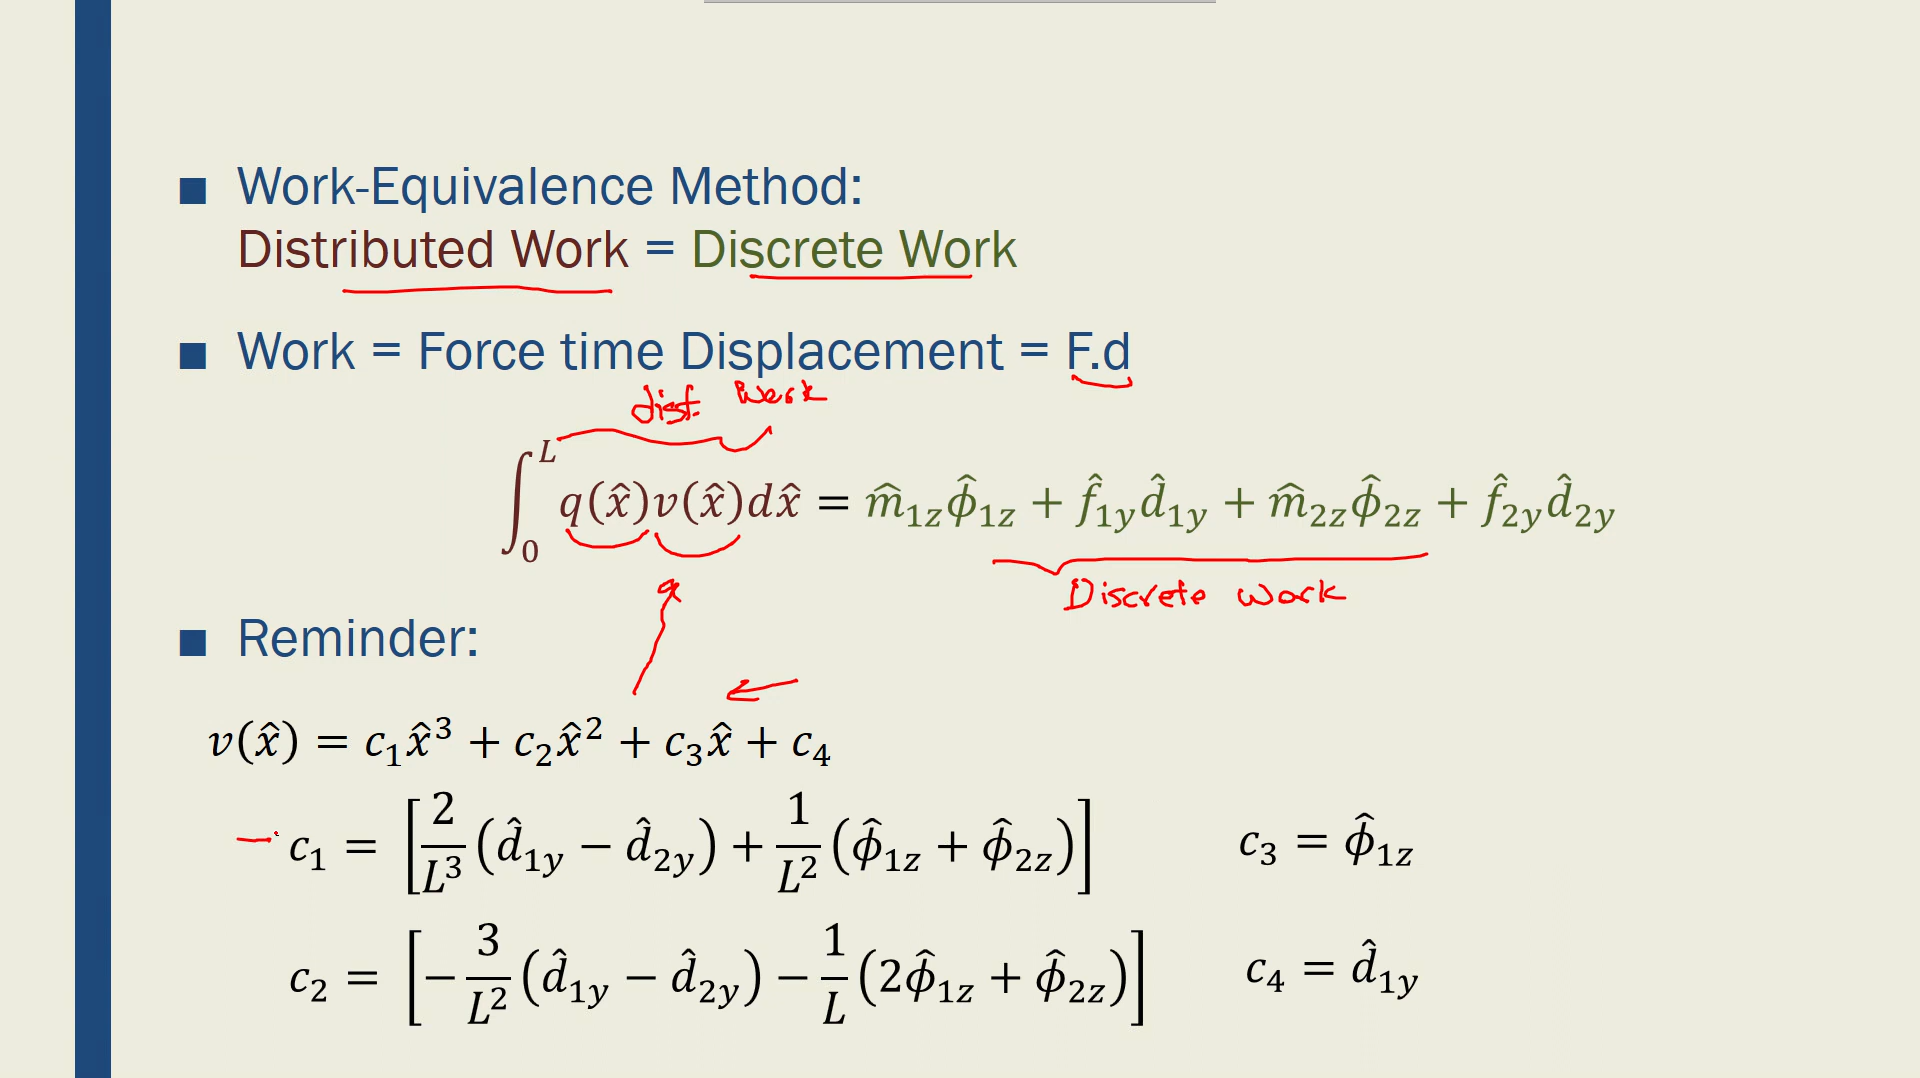 ■ Work-Equivalence Method:
Distributed Work = Discrete Work
■ Work = Force time Displacement = F.d
dist. work
∫₀ᴸ q(x̂)v(x̂)dx̂ = m̂₁zϕ̂₁z + f̂₁yd̂₁y + m̂₂zϕ̂₂z + f̂₂yd̂₂y
Discrete work
■ Reminder:
v(x̂) = c₁x̂³ + c₂x̂² + c₃x̂ + c₄
c₁ = [2/L³ (d̂₁y − d̂₂y) + 1/L² (ϕ̂₁z + ϕ̂₂z)] c₃ = ϕ̂₁z
c₂ = [−3/L² (d̂₁y − d̂₂y) − 1/L (2ϕ̂₁z + ϕ̂₂z)] c₄ = d̂₁y